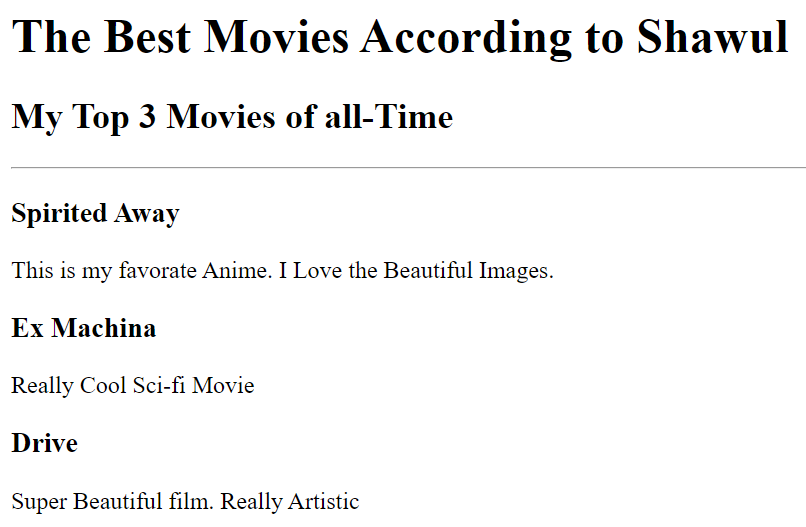 The Best Movies According to Shawul
My Top 3 Movies of all-Time
Spirited Away
This is my favorate Anime. I Love the Beautiful Images.
Ex Machina
Really Cool Sci-fi Movie
Drive
Super Beautiful film. Really Artistic